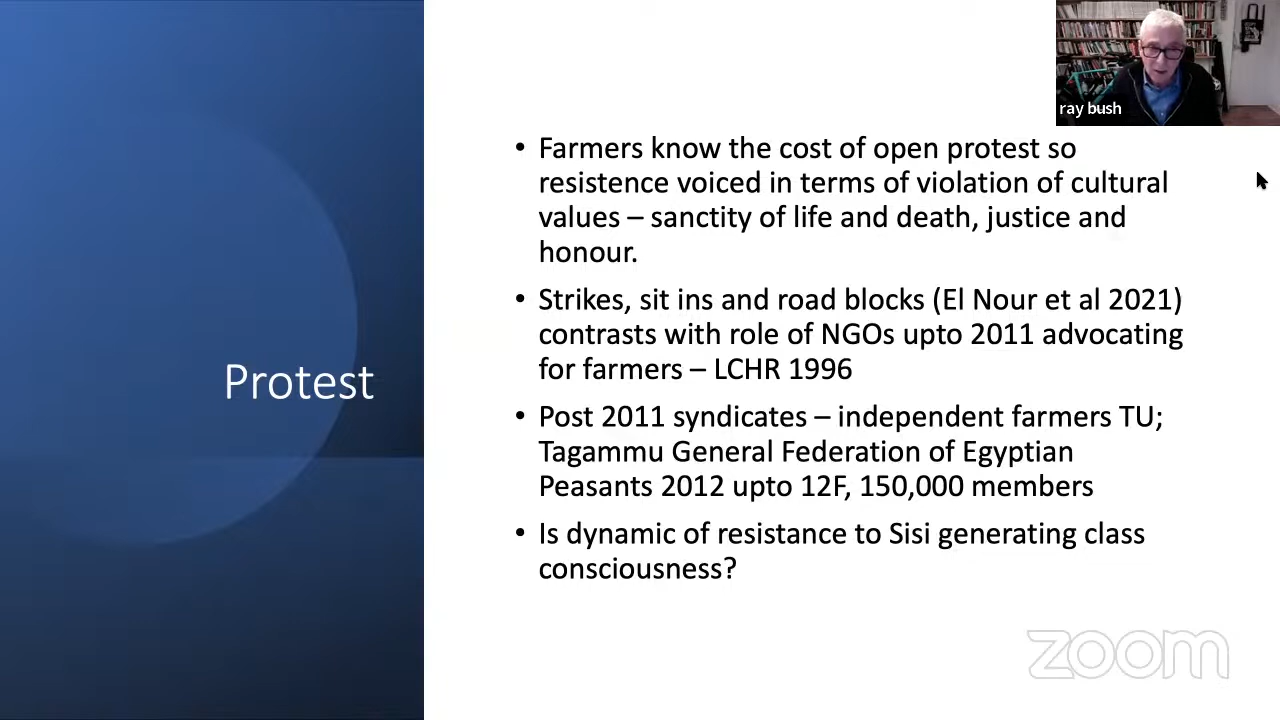 ray bush
Protest
• Farmers know the cost of open protest so
resistence voiced in terms of violation of cultural
values – sanctity of life and death, justice and
honour.
• Strikes, sit ins and road blocks (El Nour et al 2021)
contrasts with role of NGOs upto 2011 advocating
for farmers – LCHR 1996
• Post 2011 syndicates – independent farmers TU;
Tagammu General Federation of Egyptian
Peasants 2012 upto 12F, 150,000 members
• Is dynamic of resistance to Sisi generating class
consciousness?
zoom